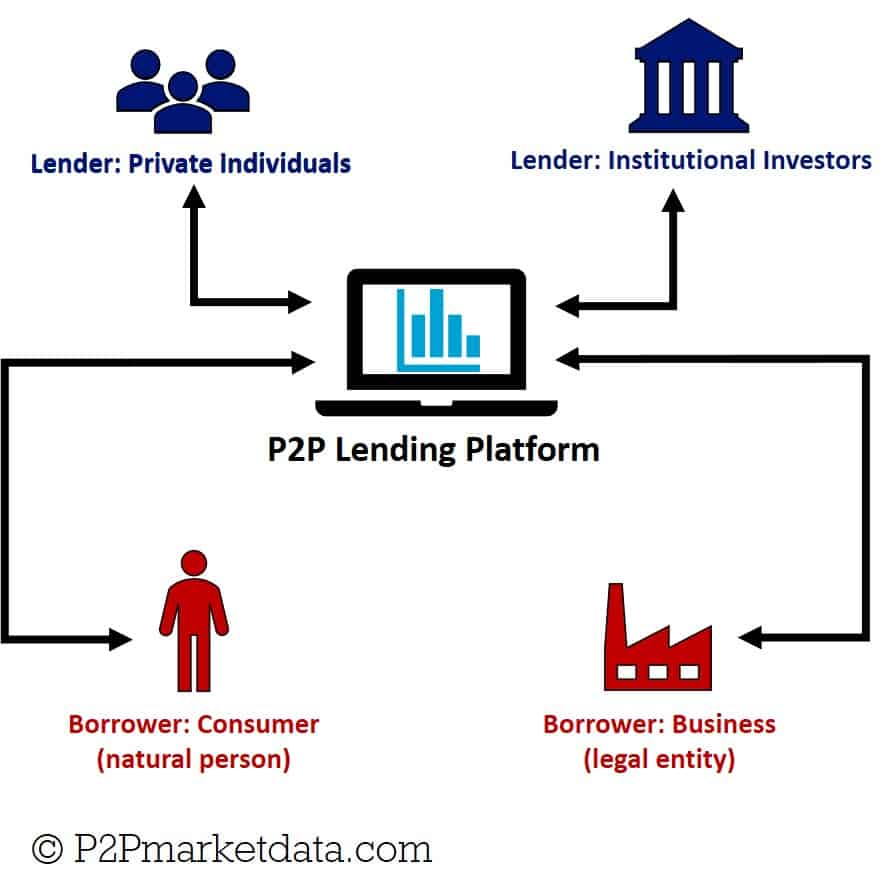 Lender: Private Individuals
Lender: Institutional Investors
P2P Lending Platform
Borrower: Consumer
(natural person)
Borrower: Business
(legal entity)
© P2Pmarketdata.com